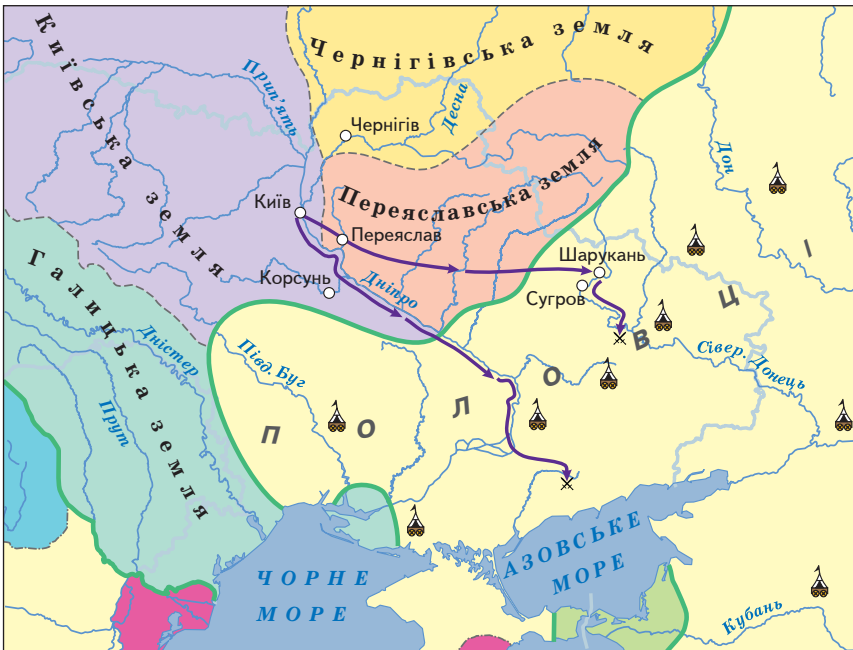 Чернігівська земля
Київська земля
Прип'ять
Десна
Чернігів
Дон
Переяславська земля
Київ
Переяслав
Шарукань
Галицька земля
Корсунь
Дніпро
Сугров
Дністер
Півд. Буг
Сівер. Донець
Прут
ПОЛОВЦІ
АЗОВСЬКЕ
МОРЕ
ЧОРНЕ
МОРЕ
Кубань